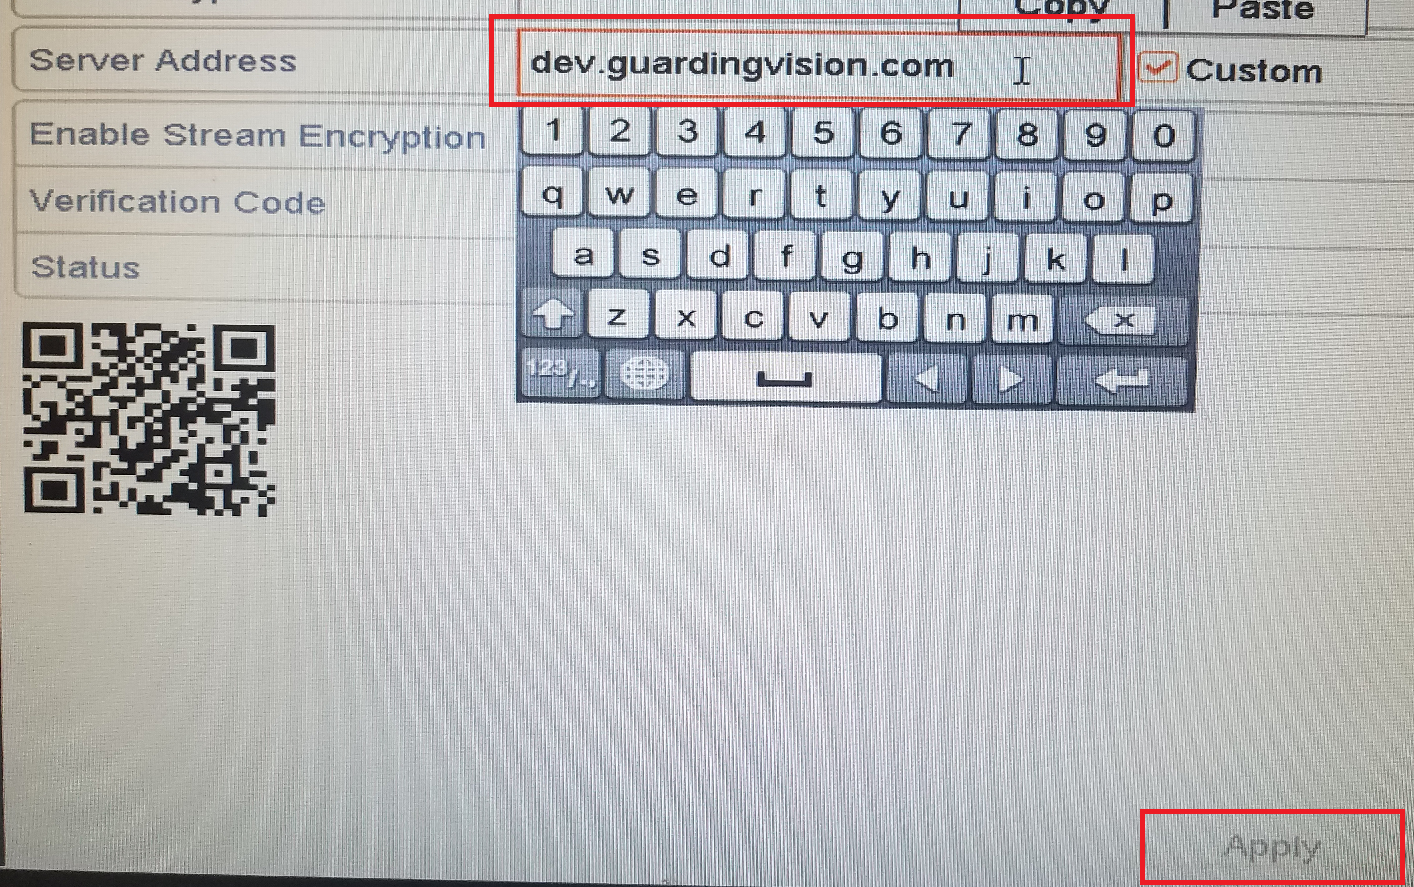 Copy Paste
Server Address dev.guardingvision.com Custom
Enable Stream Encryption
Verification Code
Status
1 2 3 4 5 6 7 8 9 0
q w e r t y u i o p
a s d f g h j k l
z x c v b n m x
123/.,
Apply